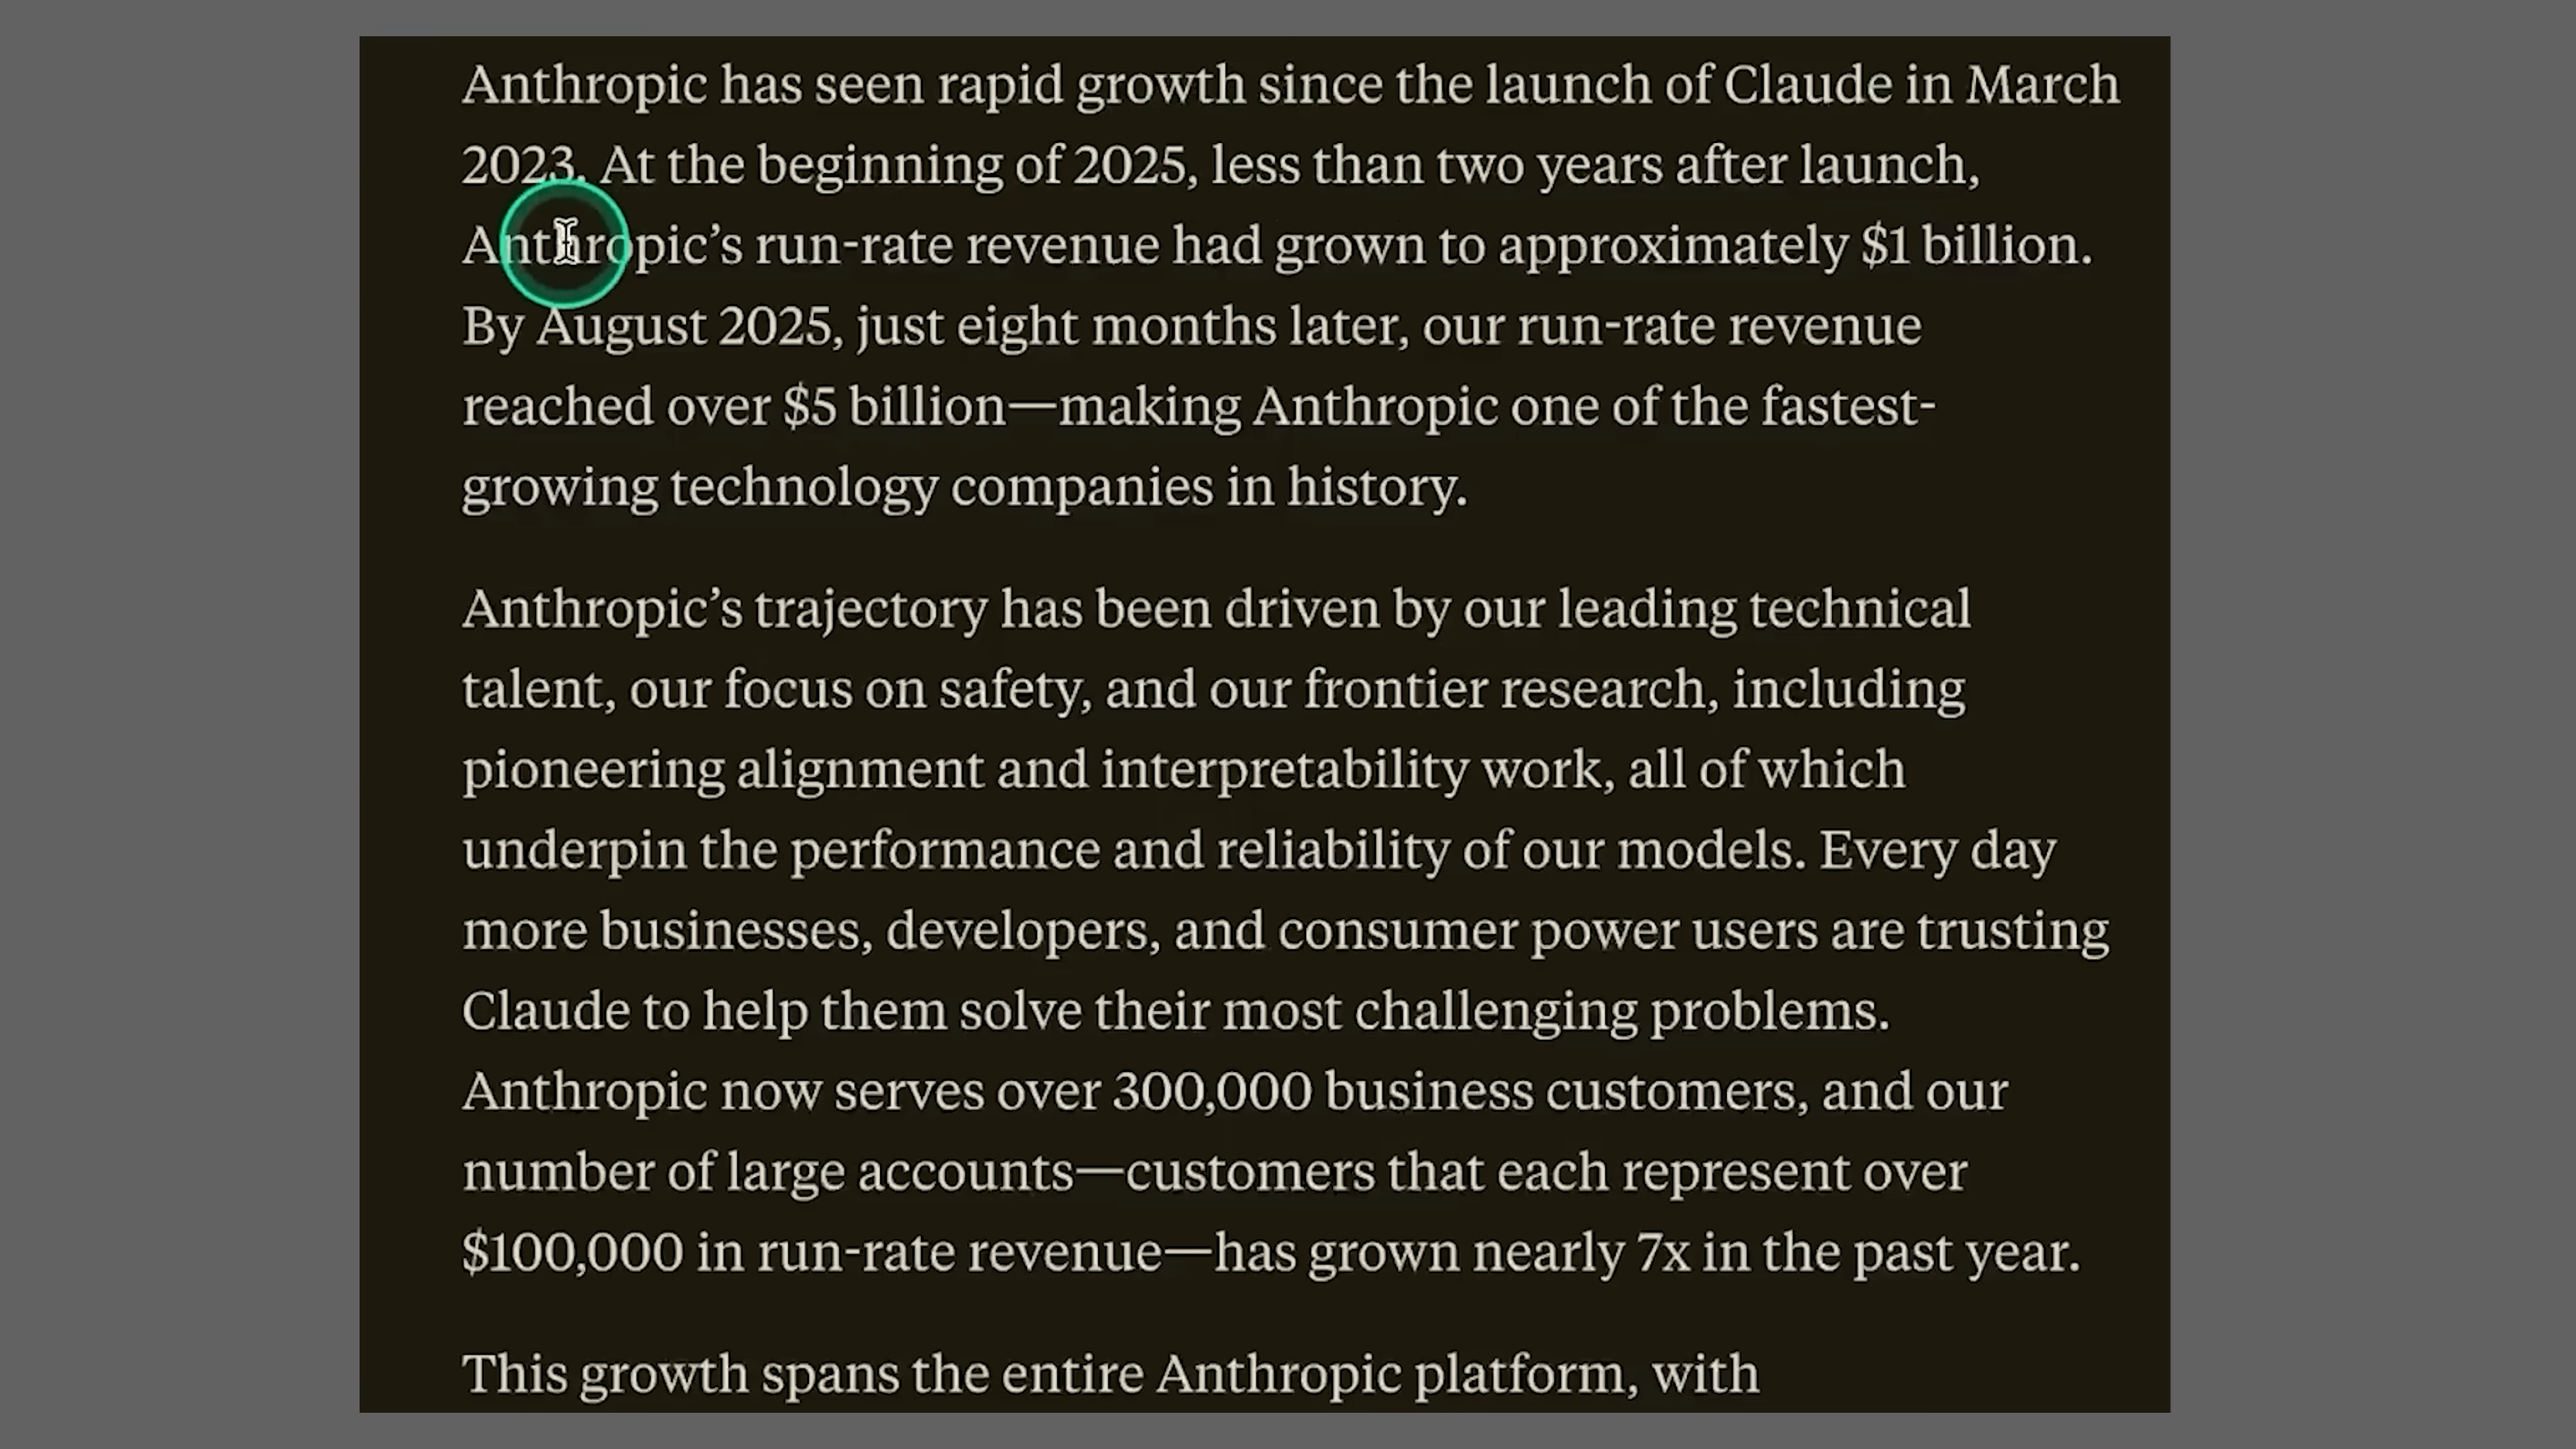 Anthropic has seen rapid growth since the launch of Claude in March
2023. At the beginning of 2025, less than two years after launch,
Anthropic’s run-rate revenue had grown to approximately $1 billion.
By August 2025, just eight months later, our run-rate revenue
reached over $5 billion—making Anthropic one of the fastest-
growing technology companies in history.
Anthropic’s trajectory has been driven by our leading technical
talent, our focus on safety, and our frontier research, including
pioneering alignment and interpretability work, all of which
underpin the performance and reliability of our models. Every day
more businesses, developers, and consumer power users are trusting
Claude to help them solve their most challenging problems.
Anthropic now serves over 300,000 business customers, and our
number of large accounts—customers that each represent over
$100,000 in run-rate revenue—has grown nearly 7x in the past year.
This growth spans the entire Anthropic platform, with